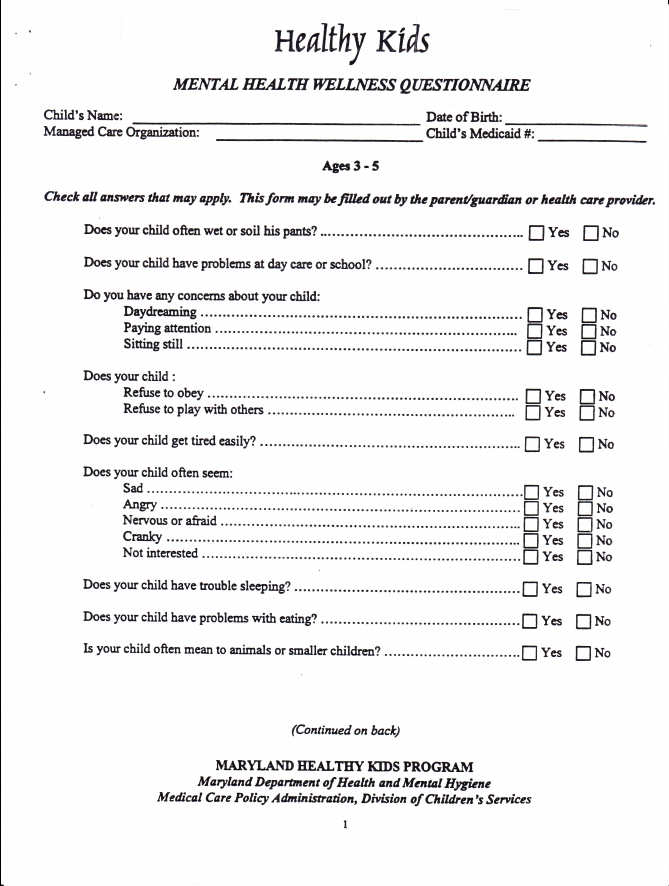 Healthy Kids
MENTAL HEALTH WELLNESS QUESTIONNAIRE
Child's Name: ____________________ Date of Birth: ____________________
Managed Care Organization: ____________________ Child's Medicaid #: ____________________
Ages 3 - 5
Check all answers that may apply. This form may be filled out by the parent/guardian or health care provider.
Does your child often wet or soil his pants? .................... ☐ Yes ☐ No
Does your child have problems at day care or school? .................... ☐ Yes ☐ No
Do you have any concerns about your child:
Daydreaming .................... ☐ Yes ☐ No
Paying attention .................... ☐ Yes ☐ No
Sitting still .................... ☐ Yes ☐ No
Does your child :
Refuse to obey .................... ☐ Yes ☐ No
Refuse to play with others .................... ☐ Yes ☐ No
Does your child get tired easily? .................... ☐ Yes ☐ No
Does your child often seem:
Sad .................... ☐ Yes ☐ No
Angry .................... ☐ Yes ☐ No
Nervous or afraid .................... ☐ Yes ☐ No
Cranky .................... ☐ Yes ☐ No
Not interested .................... ☐ Yes ☐ No
Does your child have trouble sleeping? .................... ☐ Yes ☐ No
Does your child have problems with eating? .................... ☐ Yes ☐ No
Is your child often mean to animals or smaller children? .................... ☐ Yes ☐ No
(Continued on back)
MARYLAND HEALTHY KIDS PROGRAM
Maryland Department of Health and Mental Hygiene
Medical Care Policy Administration, Division of Children's Services
1